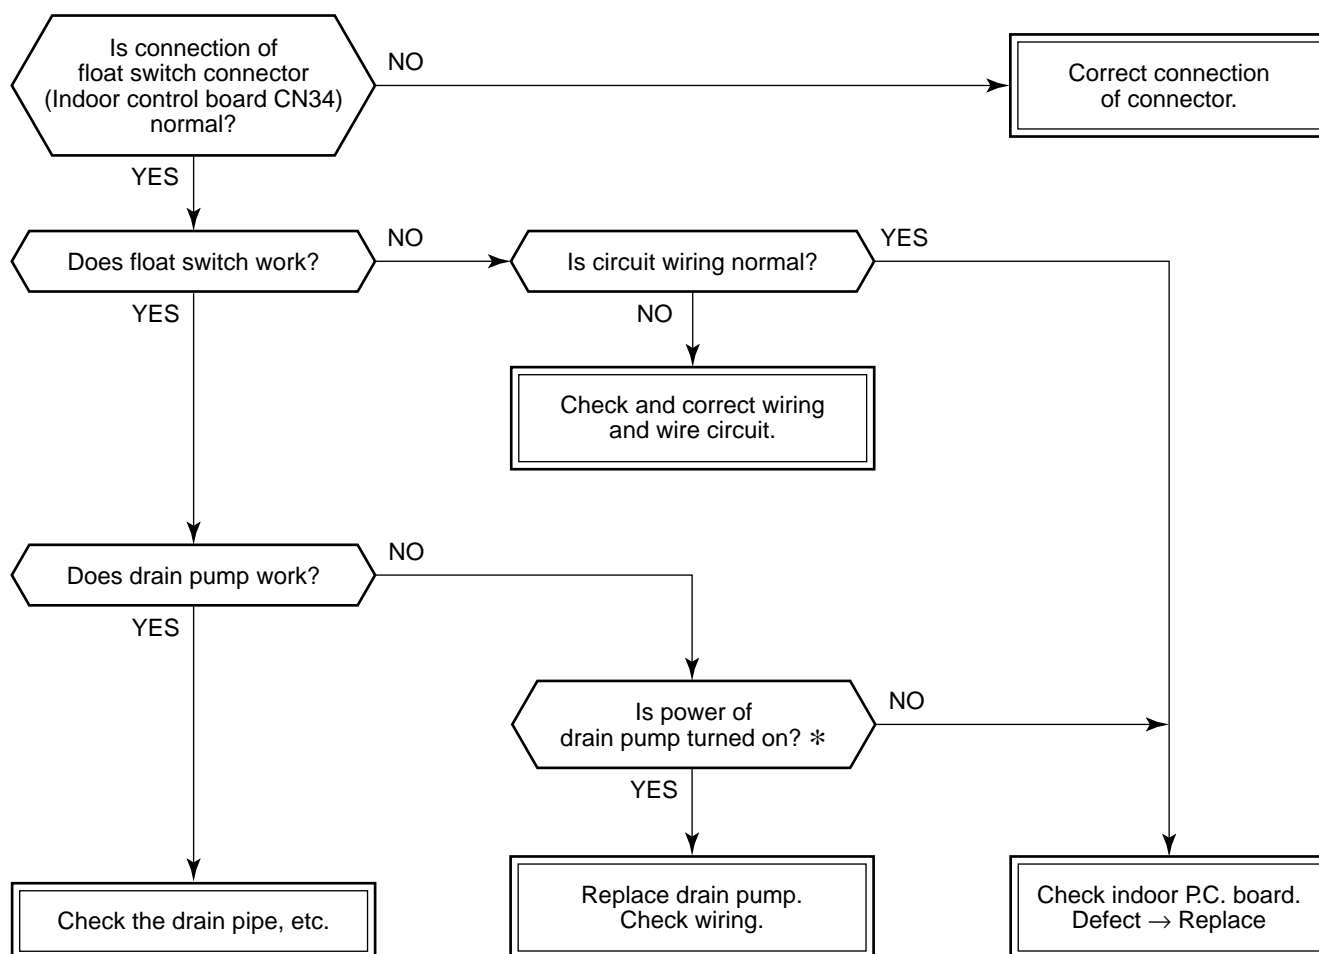 Is connection of
float switch connector
(Indoor control board CN34)
normal?
NO
Correct connection
of connector.
YES
Does float switch work?
NO
Is circuit wiring normal?
YES
YES
NO
Check and correct wiring
and wire circuit.
Does drain pump work?
NO
YES
Is power of
drain pump turned on? *
NO
YES
Check the drain pipe, etc.
Replace drain pump.
Check wiring.
Check indoor P.C. board.
Defect → Replace